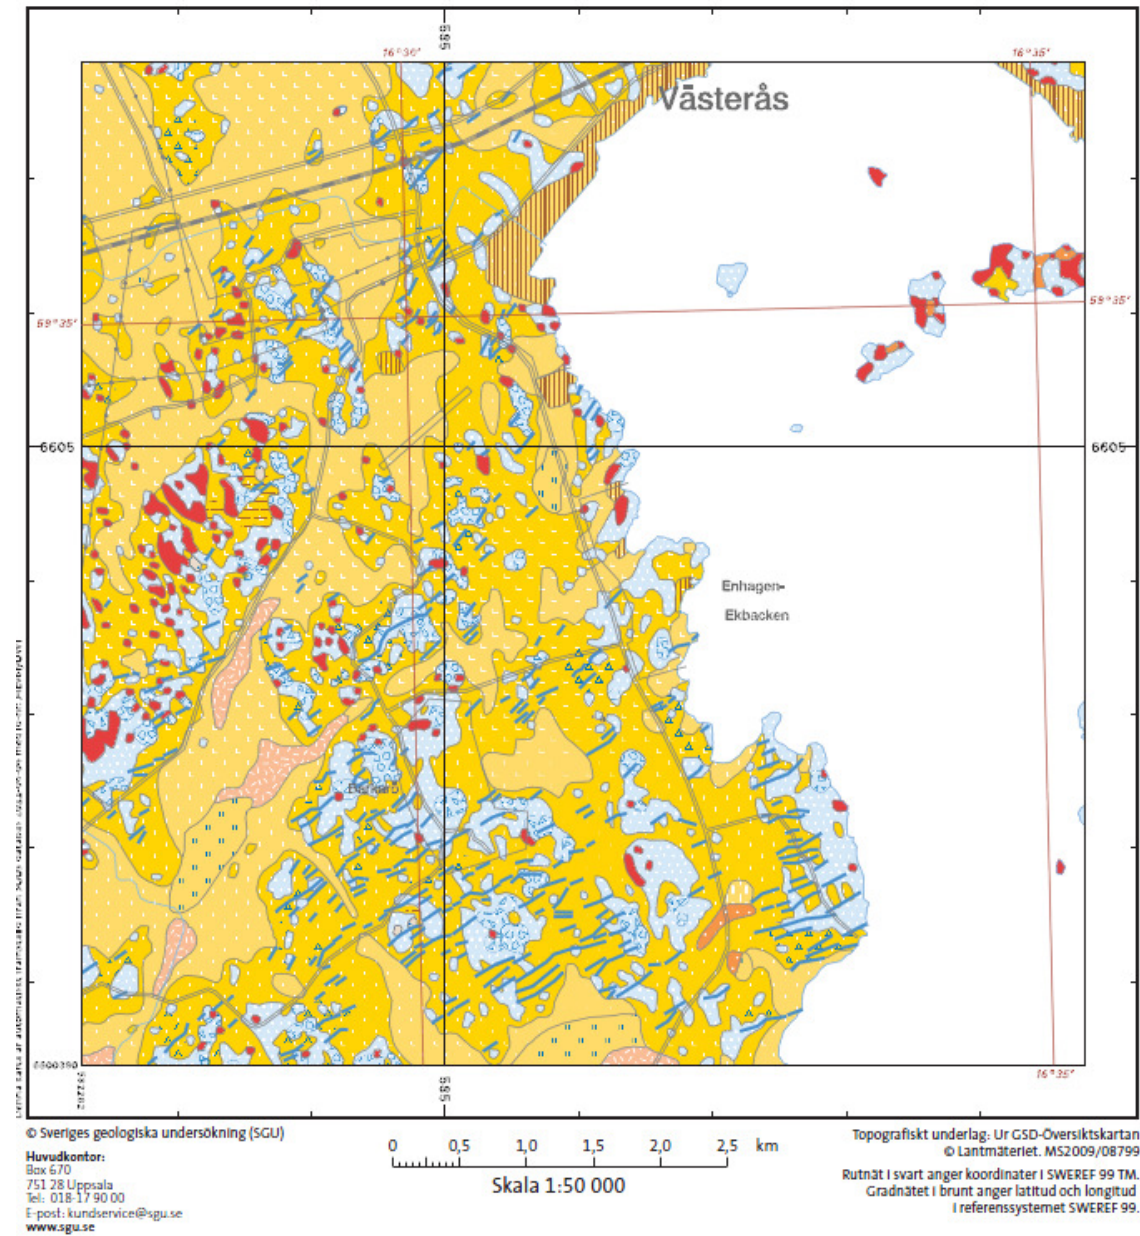 585
16°30'
16°35'
Västerås
59°35'
59°35'
6605
6605
Enhagen-
Ekbacken
Barkarö
6600390
582282
585
16°35'
© Sveriges geologiska undersökning (SGU)
Huvudkontor:
Box 670
751 28 Uppsala
Tel: 018-17 90 00
E-post: kundservice@sgu.se
www.sgu.se
0 0,5 1,0 1,5 2,0 2,5 km
Skala 1:50 000
Topografiskt underlag: Ur GSD-Översiktskartan
© Lantmäteriet. MS2009/08799
Rutnät i svart anger koordinater i SWEREF 99 TM.
Gradnätet i brunt anger latitud och longitud
i referenssystemet SWEREF 99.